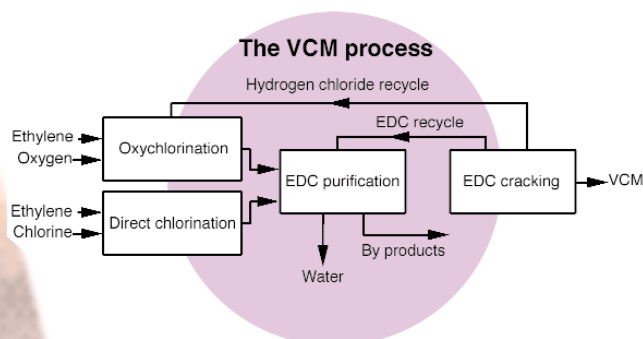 The VCM process
Hydrogen chloride recycle
Ethylene
Oxygen
Oxychlorination
EDC recycle
EDC purification
EDC cracking
VCM
Ethylene
Chlorine
Direct chlorination
By products
Water